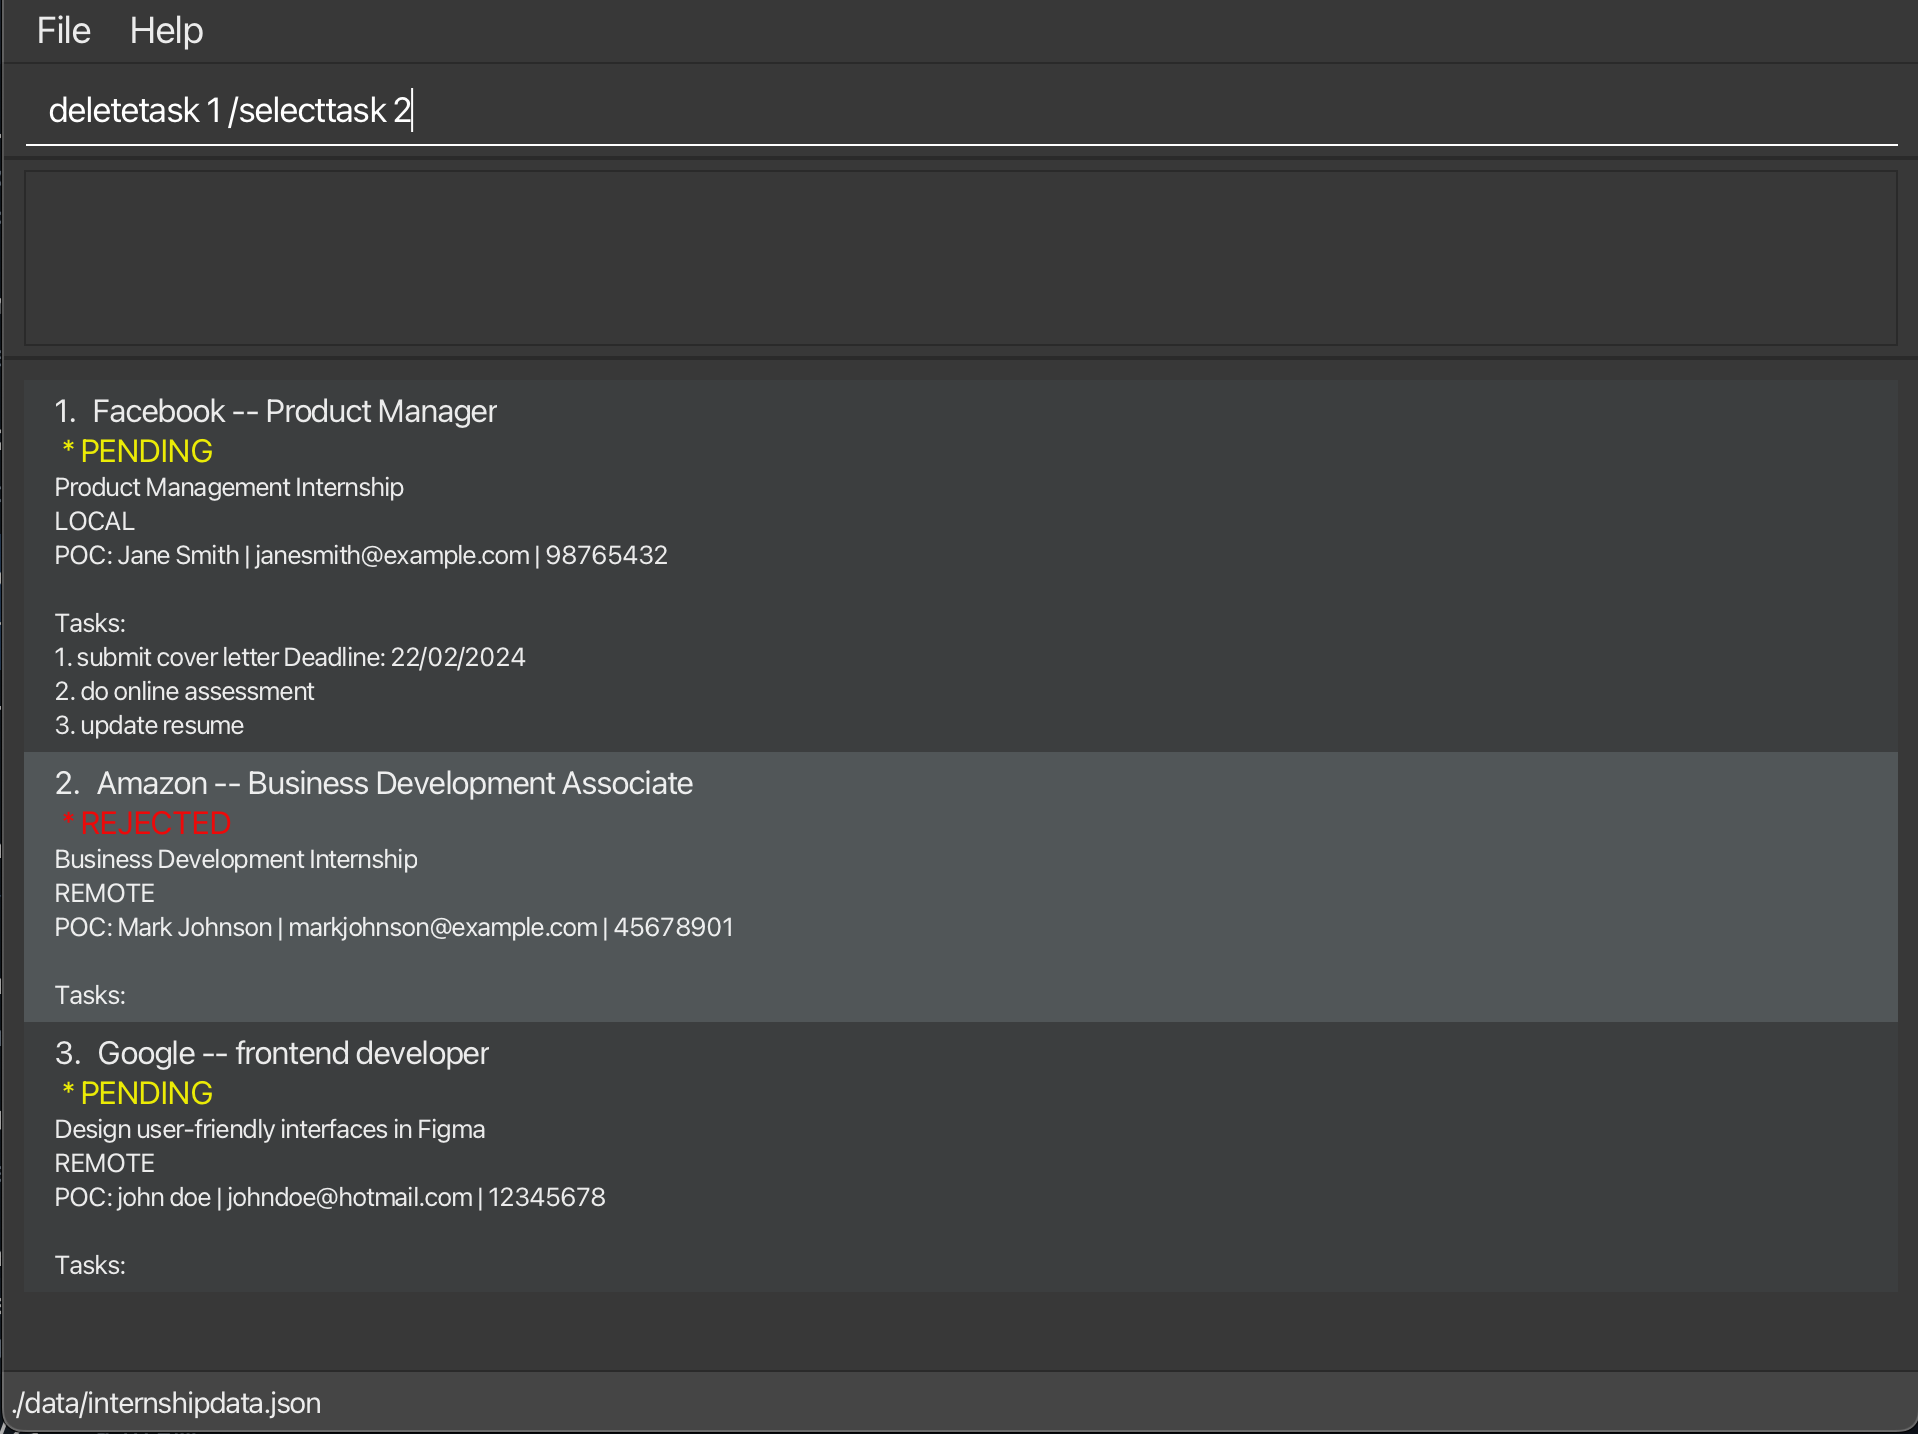 File Help
deletetask 1 /selecttask 2
1. Facebook -- Product Manager
* PENDING
Product Management Internship
LOCAL
POC: Jane Smith | janesmith@example.com | 98765432
Tasks:
1. submit cover letter Deadline: 22/02/2024
2. do online assessment
3. update resume
2. Amazon -- Business Development Associate
* REJECTED
Business Development Internship
REMOTE
POC: Mark Johnson | markjohnson@example.com | 45678901
Tasks:
3. Google -- frontend developer
* PENDING
Design user-friendly interfaces in Figma
REMOTE
POC: john doe | johndoe@hotmail.com | 12345678
Tasks:
./data/internshipdata.json